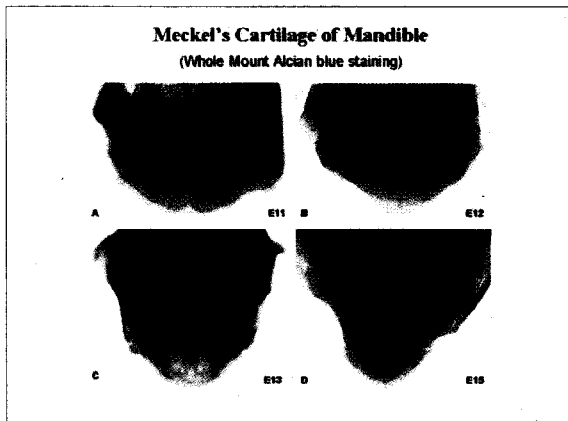 Meckel's Cartilage of Mandible
(Whole Mount Alcian blue staining)
A E11 B E12
C E13 D E15